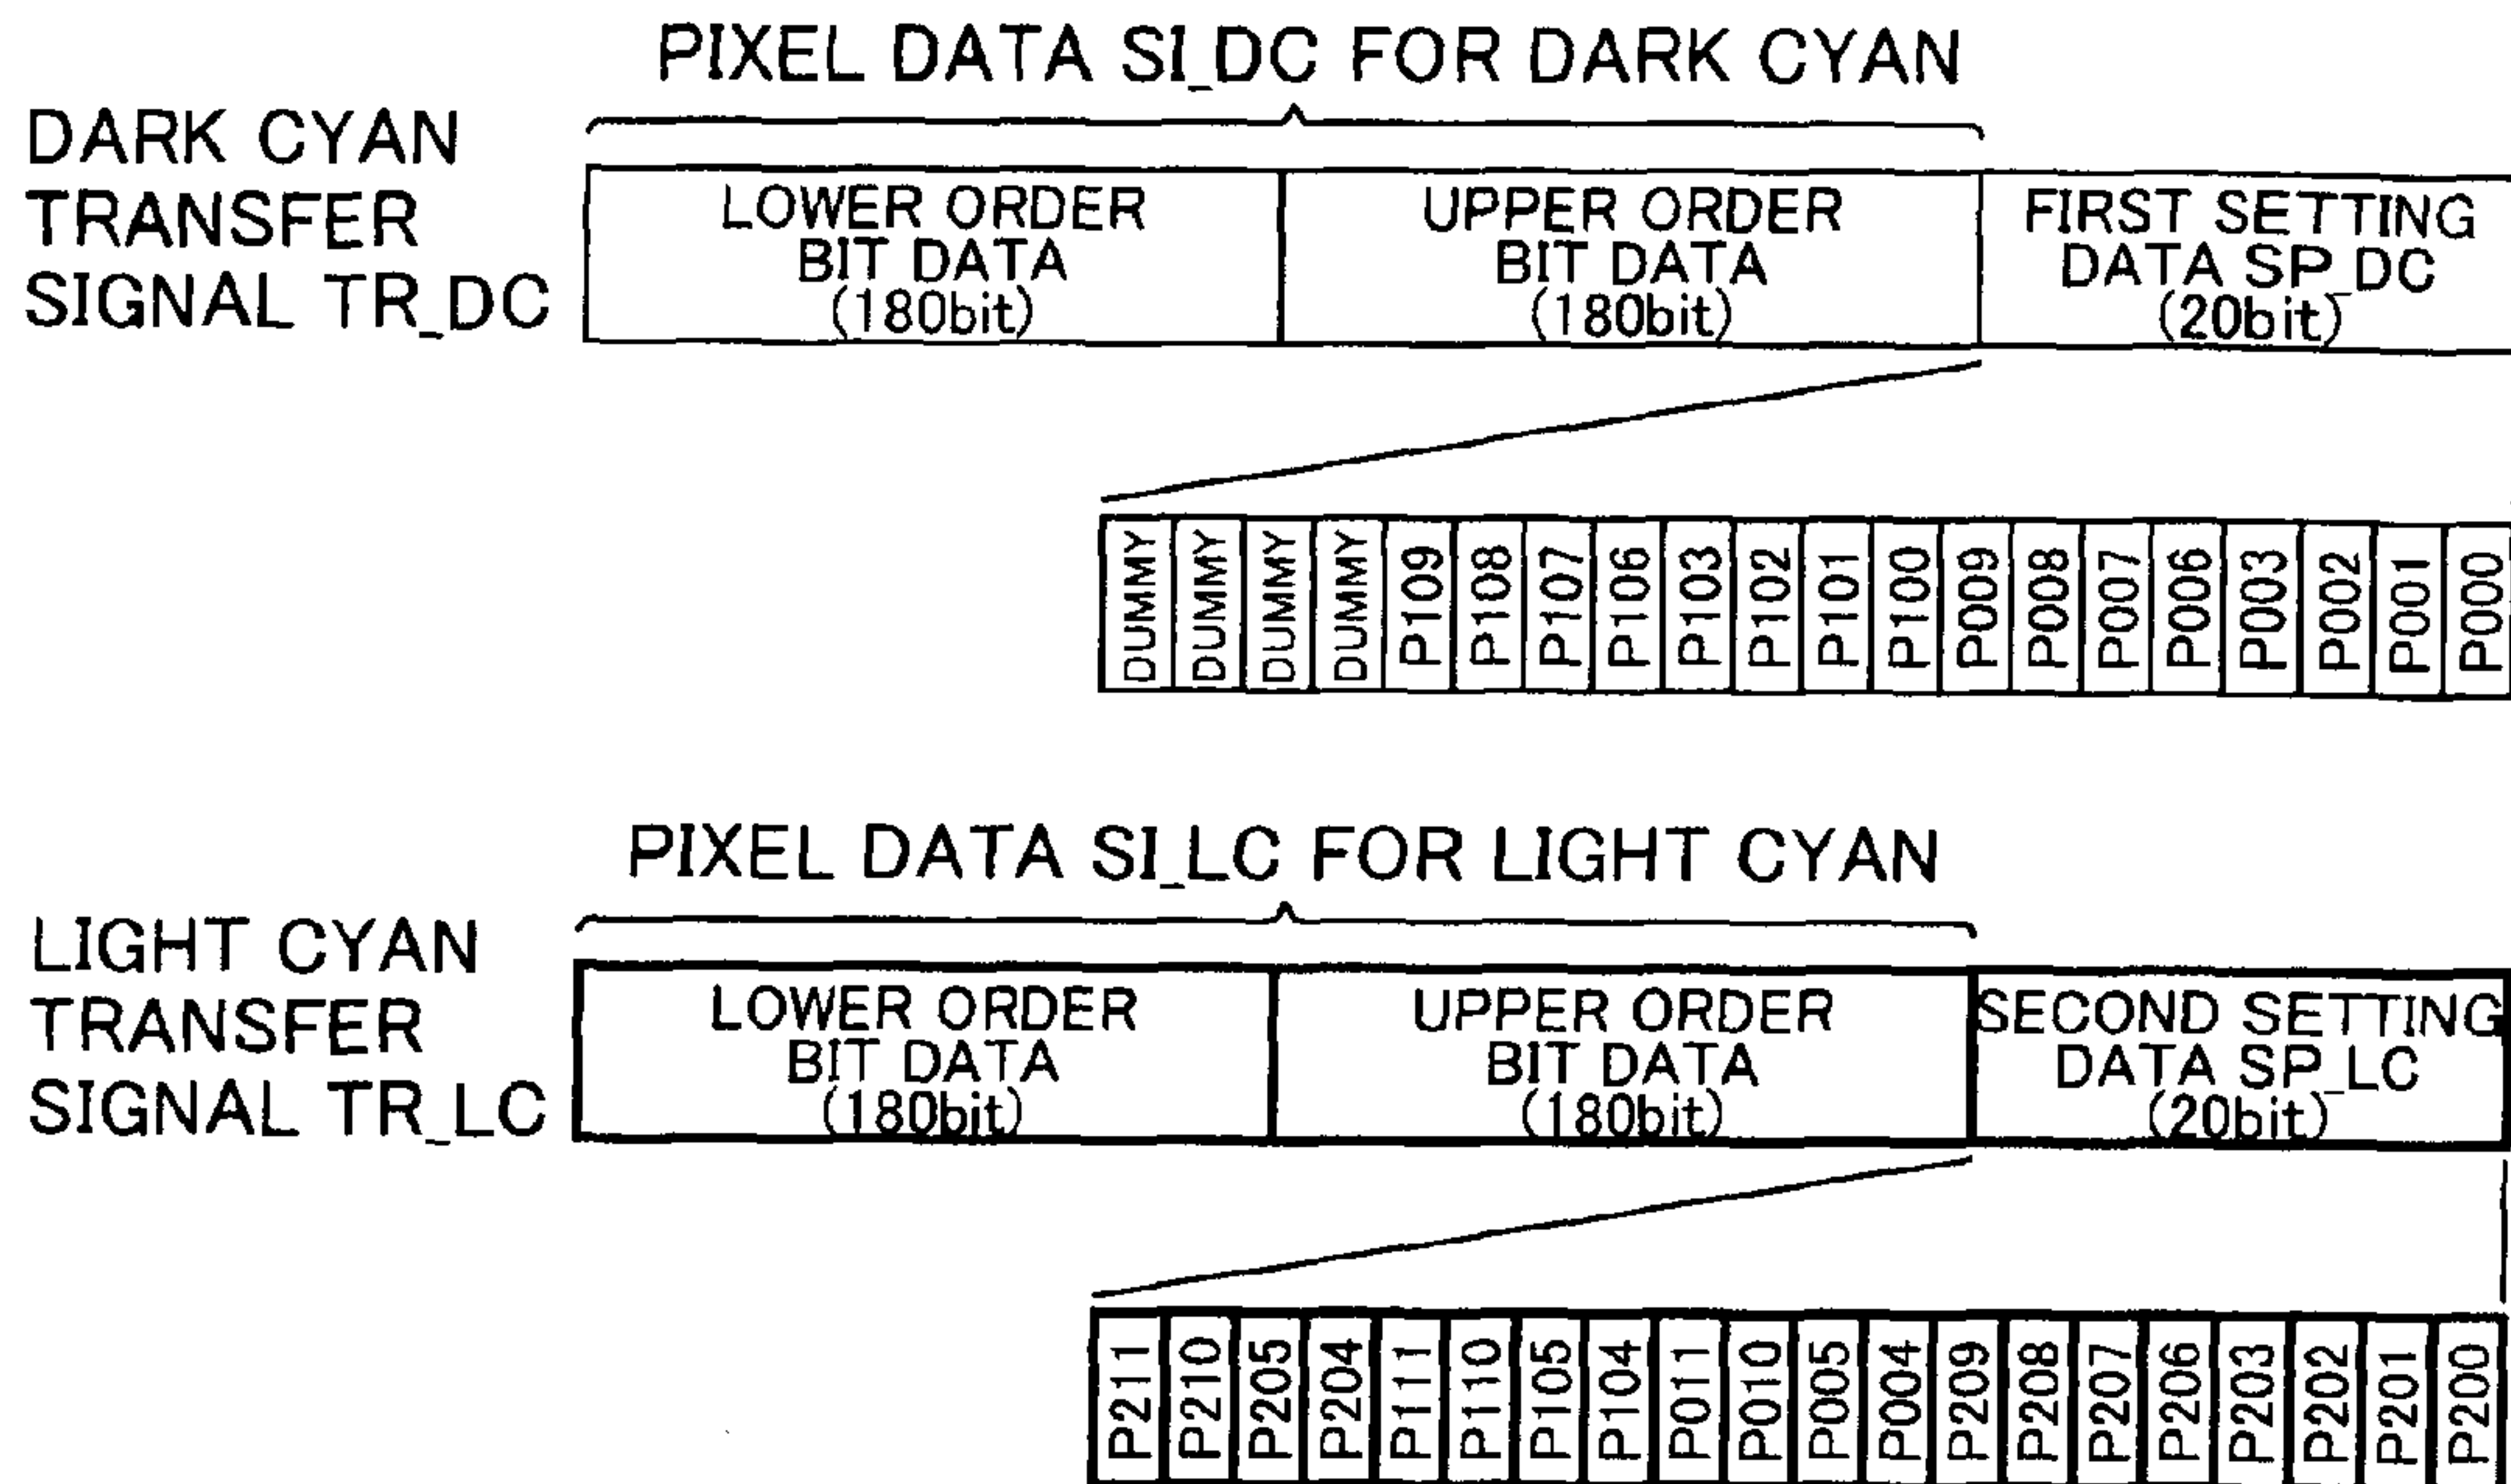 PIXEL DATA SI_DC FOR DARK CYAN
DARK CYAN
TRANSFER
SIGNAL TR_DC
LOWER ORDER
BIT DATA
(180bit)
UPPER ORDER
BIT DATA
(180bit)
FIRST SETTING
DATA SP_DC
(20bit)
DUMMY
DUMMY
DUMMY
DUMMY
P109
P108
P107
P106
P103
P102
P101
P100
P009
P008
P007
P006
P003
P002
P001
P000
PIXEL DATA SI_LC FOR LIGHT CYAN
LIGHT CYAN
TRANSFER
SIGNAL TR_LC
LOWER ORDER
BIT DATA
(180bit)
UPPER ORDER
BIT DATA
(180bit)
SECOND SETTING
DATA SP_LC
(20bit)
P211
P210
P205
P204
P111
P110
P105
P104
P011
P010
P005
P004
P209
P208
P207
P206
P203
P202
P201
P200